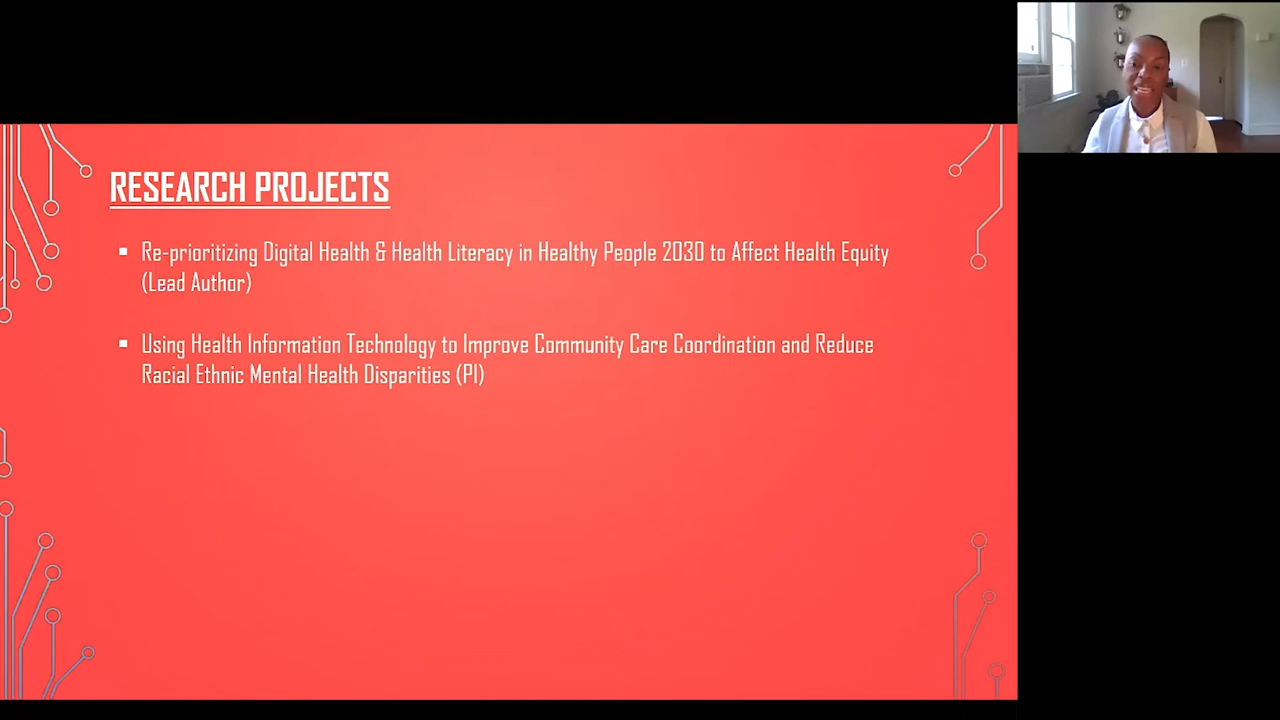 RESEARCH PROJECTS
Re-prioritizing Digital Health & Health Literacy in Healthy People 2030 to Affect Health Equity
(Lead Author)
Using Health Information Technology to Improve Community Care Coordination and Reduce
Racial Ethnic Mental Health Disparities (PI)